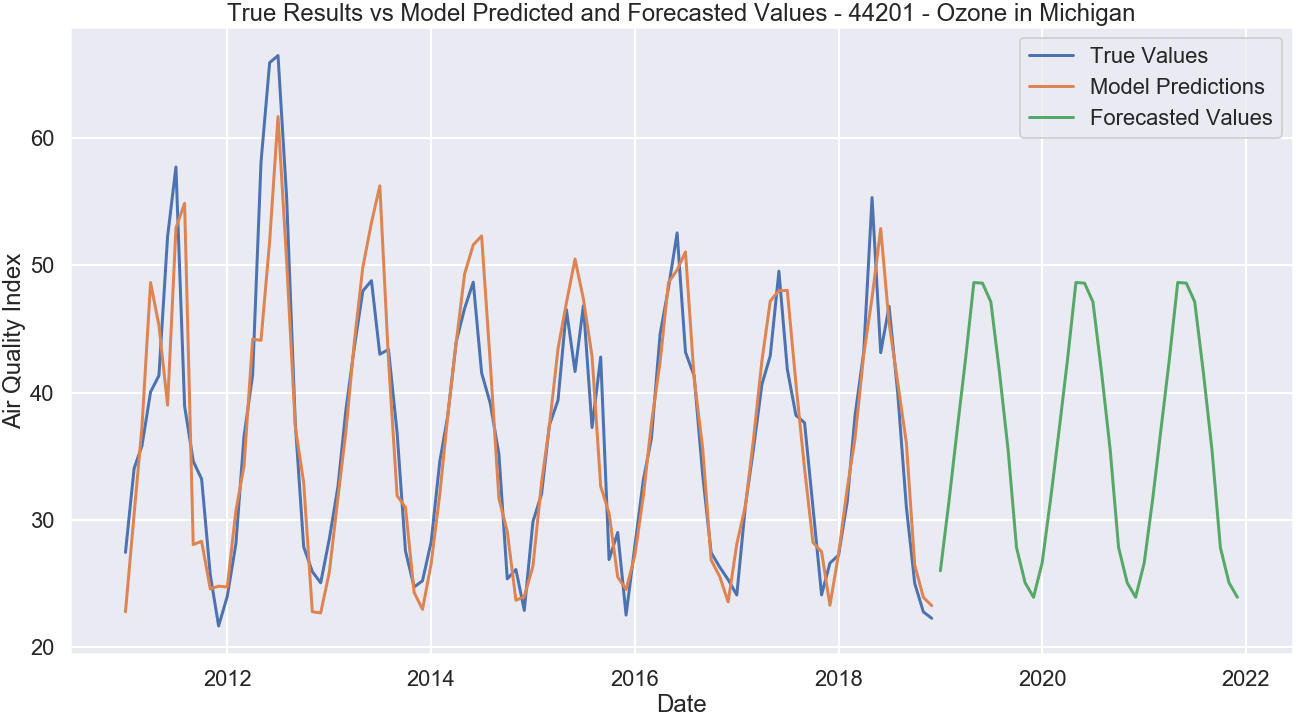 True Results vs Model Predicted and Forecasted Values - 44201 - Ozone in Michigan
True Values
Model Predictions
Forecasted Values
Air Quality Index
60
50
40
30
20
2012
2014
2016
2018
2020
2022
Date